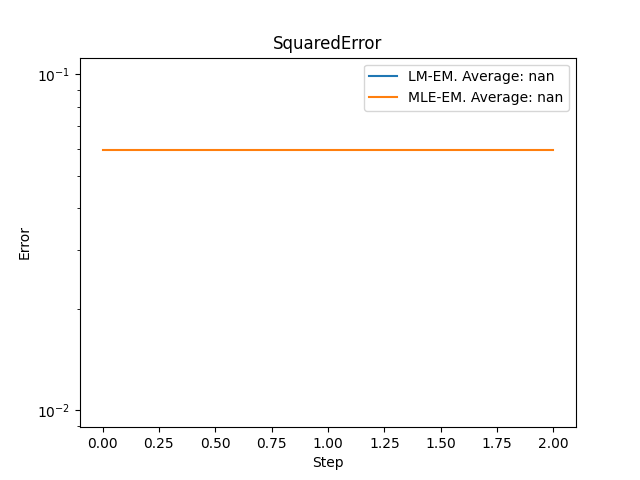 SquaredError
LM-EM. Average: nan
MLE-EM. Average: nan
Error
10⁻¹
10⁻²
0.00 0.25 0.50 0.75 1.00 1.25 1.50 1.75 2.00
Step